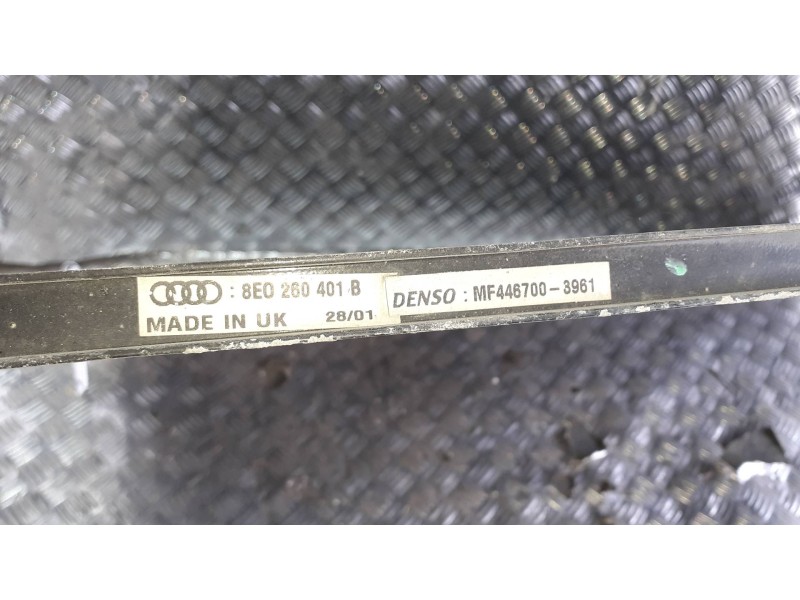 : 8E0 260 401 B
MADE IN UK 28/01
DENSO : MF446700-3961